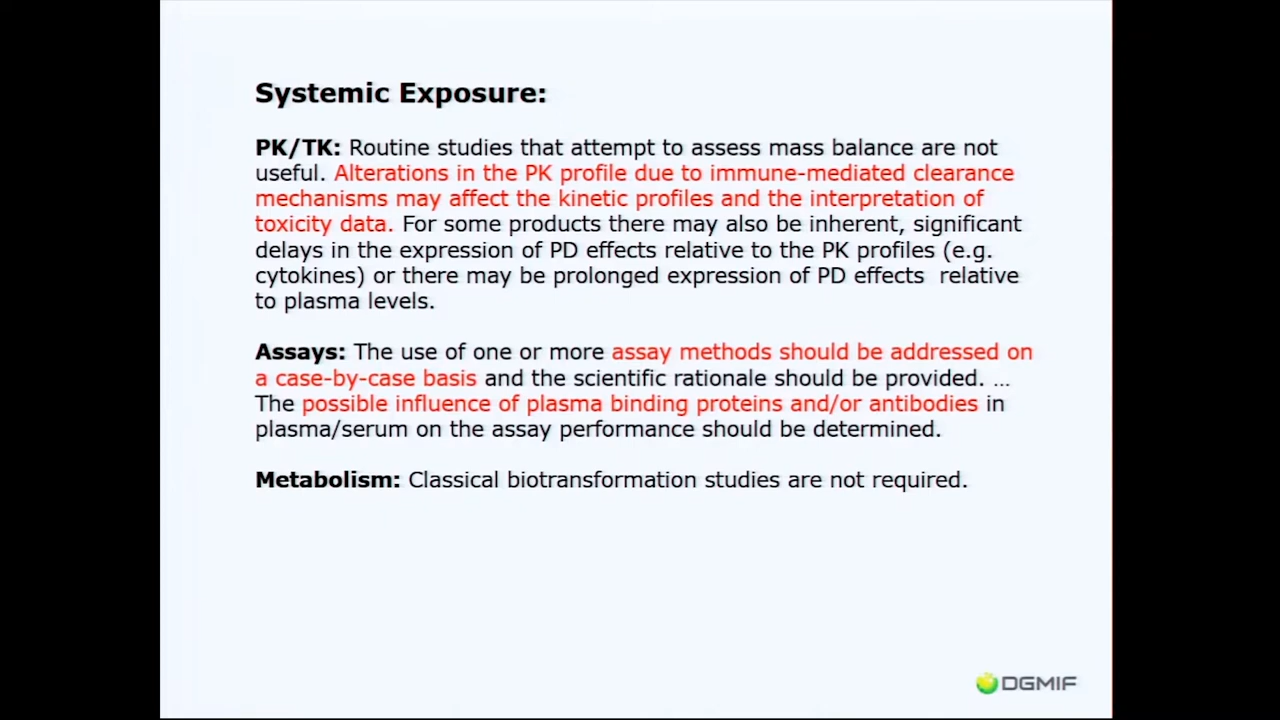 Systemic Exposure:
PK/TK: Routine studies that attempt to assess mass balance are not
useful. Alterations in the PK profile due to immune-mediated clearance
mechanisms may affect the kinetic profiles and the interpretation of
toxicity data. For some products there may also be inherent, significant
delays in the expression of PD effects relative to the PK profiles (e.g.
cytokines) or there may be prolonged expression of PD effects  relative
to plasma levels.
Assays: The use of one or more assay methods should be addressed on
a case-by-case basis and the scientific rationale should be provided. …
The possible influence of plasma binding proteins and/or antibodies in
plasma/serum on the assay performance should be determined.
Metabolism: Classical biotransformation studies are not required.
DGMIF